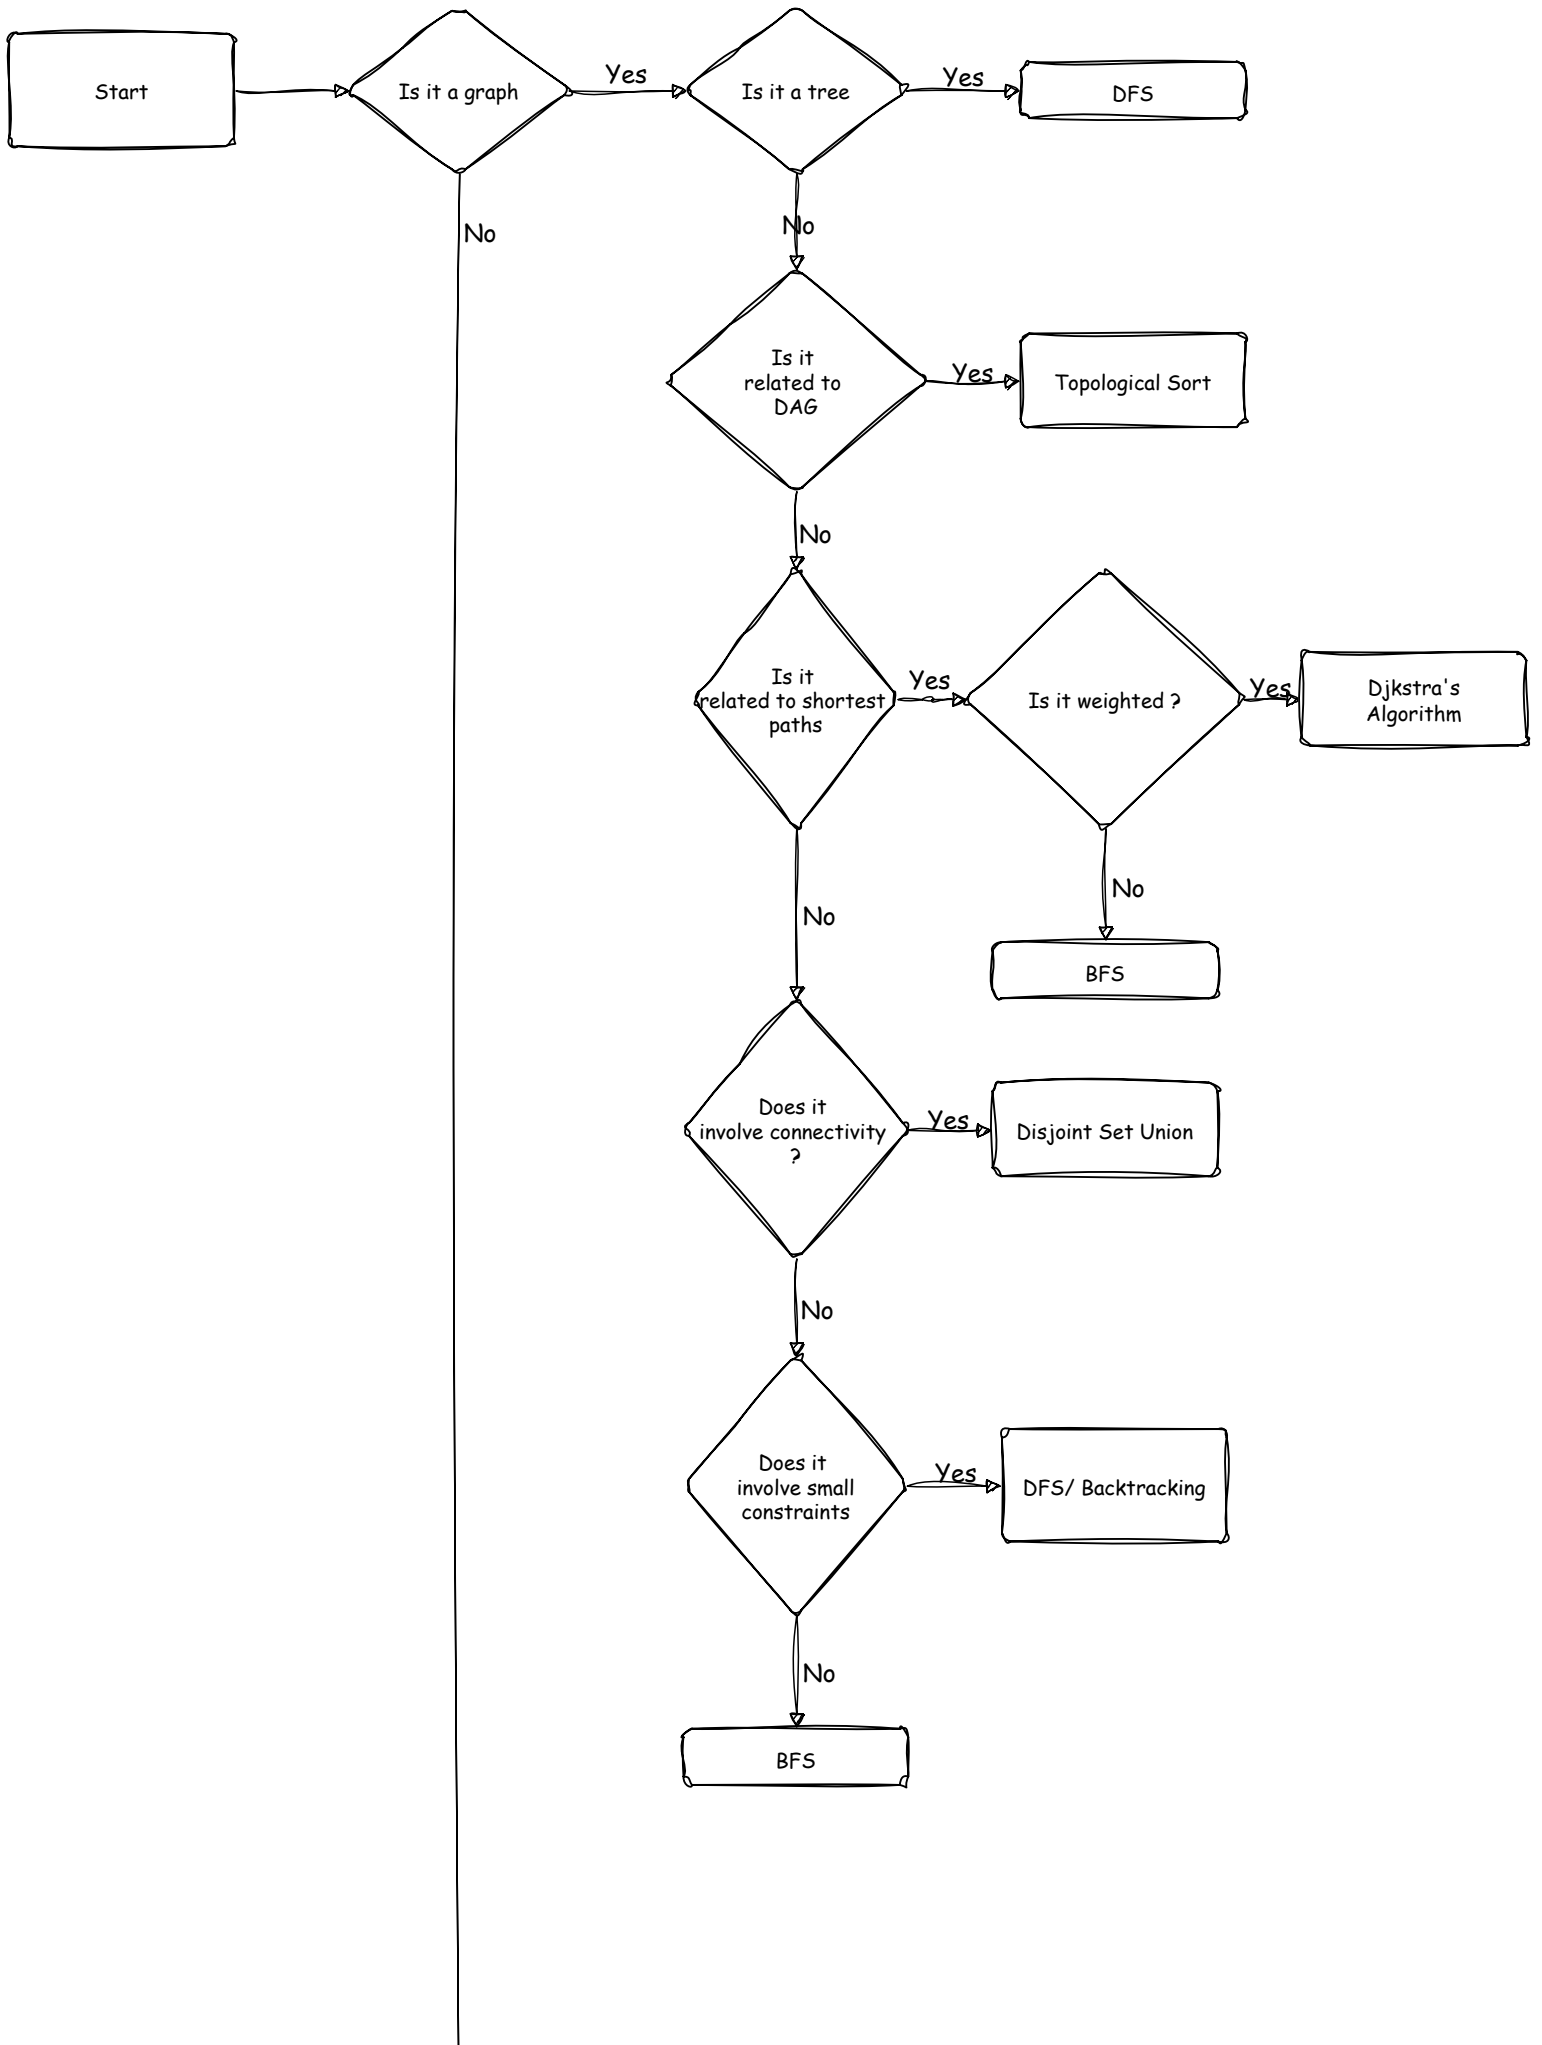 Start
Is it a graph
Yes
Is it a tree
Yes
DFS
No
No
Is it
related to
DAG
Yes
Topological Sort
No
Is it
related to shortest
paths
Yes
Is it weighted ?
Yes
Djkstra's
Algorithm
No
No
BFS
Does it
involve connectivity
?
Yes
Disjoint Set Union
No
Does it
involve small
constraints
Yes
DFS/ Backtracking
No
BFS